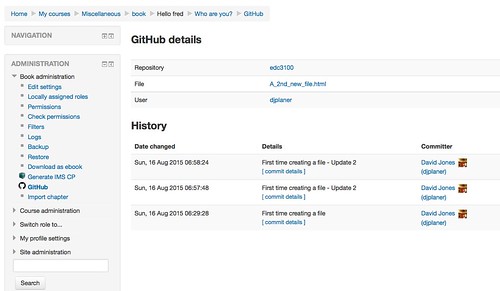 Home ▶ My courses ▶ Miscellaneous ▶ book ▶ Hello fred ▶ Who are you? ▶ GitHub
NAVIGATION
ADMINISTRATION
Book administration
Edit settings
Locally assigned roles
Permissions
Check permissions
Filters
Logs
Backup
Restore
Download as ebook
Generate IMS CP
GitHub
Import chapter
Course administration
Switch role to...
My profile settings
Site administration
Search
GitHub details
Repository edc3100
File A_2nd_new_file.html
User djplaner
History
Date changed Details Committer
Sun, 16 Aug 2015 06:58:24 First time creating a file - Update 2 David Jones
[ commit details ] (djplaner)
Sun, 16 Aug 2015 06:57:48 First time creating a file - Update 2 David Jones
[ commit details ] (djplaner)
Sun, 16 Aug 2015 06:29:28 First time creating a file David Jones
[ commit details ] (djplaner)